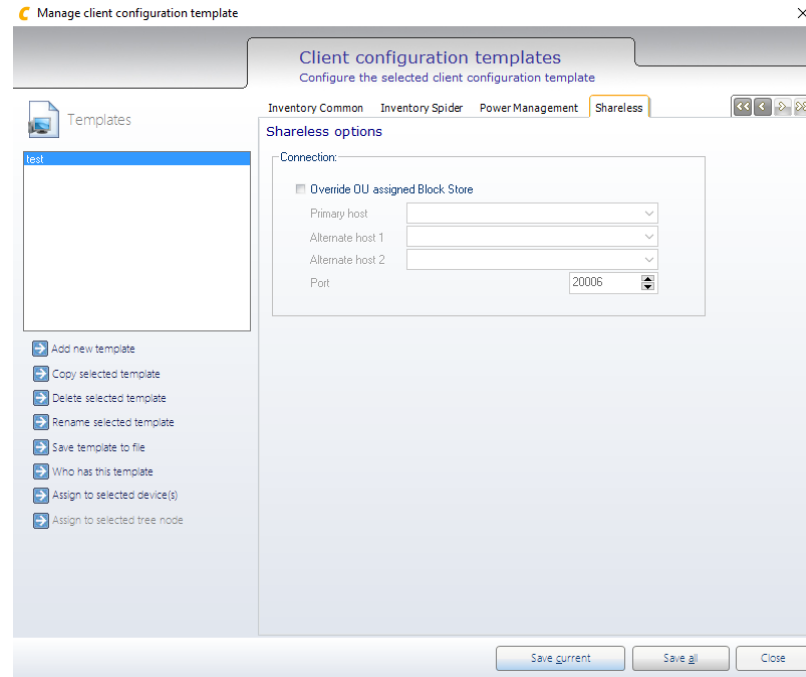 Manage client configuration template
Client configuration templates
Configure the selected client configuration template
Templates
test
Add new template
Copy selected template
Delete selected template
Rename selected template
Save template to file
Who has this template
Assign to selected device(s)
Assign to selected tree node
Inventory Common Inventory Spider Power Management Shareless
Shareless options
Connection:
Override OU assigned Block Store
Primary host
Alternate host 1
Alternate host 2
Port 20006
Save current Save all Close